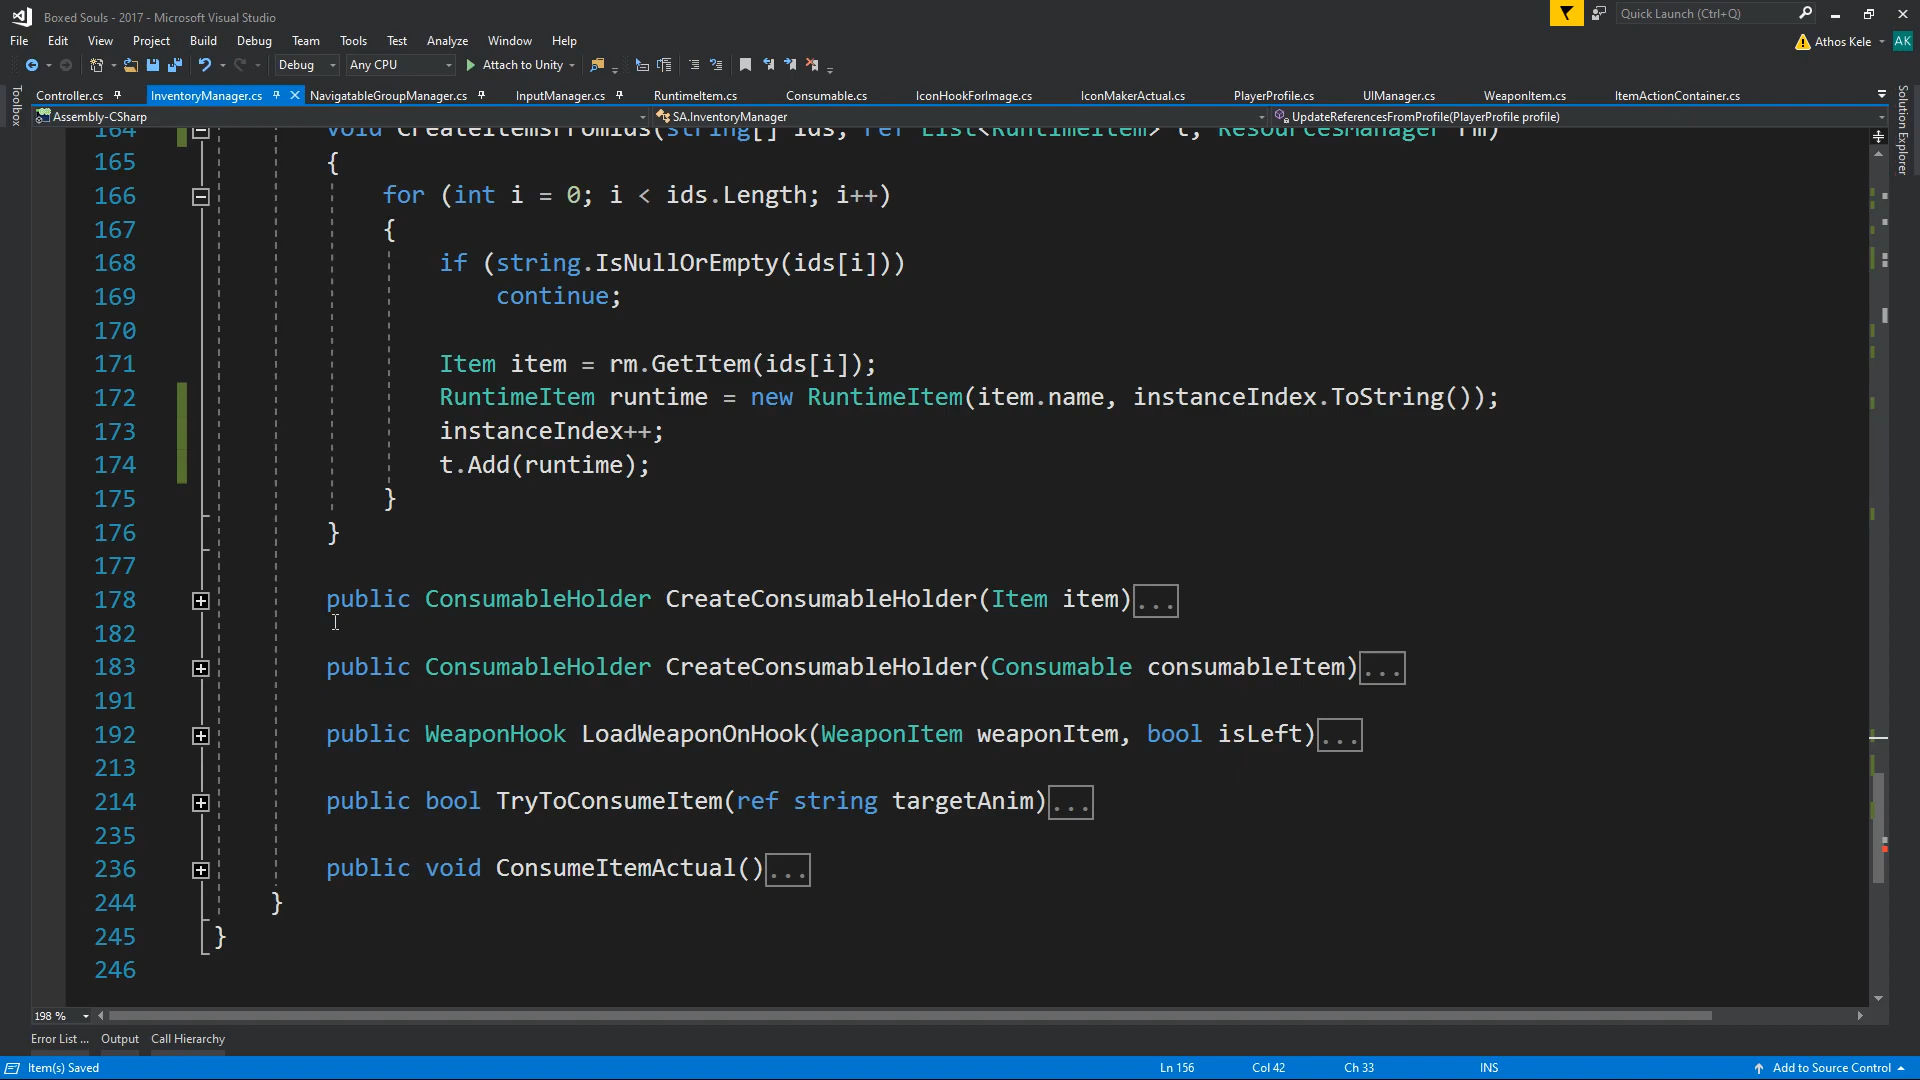 Boxed Souls - 2017 - Microsoft Visual Studio
Quick Launch (Ctrl+Q)
File Edit View Project Build Debug Team Tools Test Analyze Window Help
Athos Kele AK
Debug Any CPU Attach to Unity
Toolbox
Controller.cs InventoryManager.cs NavigatableGroupManager.cs InputManager.cs RuntimeItem.cs Consumable.cs IconHookForImage.cs IconMakerActual.cs PlayerProfile.cs UIManager.cs WeaponItem.cs ItemActionContainer.cs
Solution Explorer
Assembly-CSharp SA.InventoryManager UpdateReferencesFromProfile(PlayerProfile profile)
164 void CreateItemsFromIds(string[] ids, ref List<RuntimeItem> t, ResourcesManager rm)
165 {
166 for (int i = 0; i < ids.Length; i++)
167 {
168 if (string.IsNullOrEmpty(ids[i]))
169 continue;
170
171 Item item = rm.GetItem(ids[i]);
172 RuntimeItem runtime = new RuntimeItem(item.name, instanceIndex.ToString());
173 instanceIndex++;
174 t.Add(runtime);
175 }
176 }
177
178 public ConsumableHolder CreateConsumableHolder(Item item)...
182
183 public ConsumableHolder CreateConsumableHolder(Consumable consumableItem)...
191
192 public WeaponHook LoadWeaponOnHook(WeaponItem weaponItem, bool isLeft)...
213
214 public bool TryToConsumeItem(ref string targetAnim)...
235
236 public void ConsumeItemActual()...
244 }
245 }
246
198 %
Error List ... Output Call Hierarchy
Item(s) Saved Ln 156 Col 42 Ch 33 INS Add to Source Control